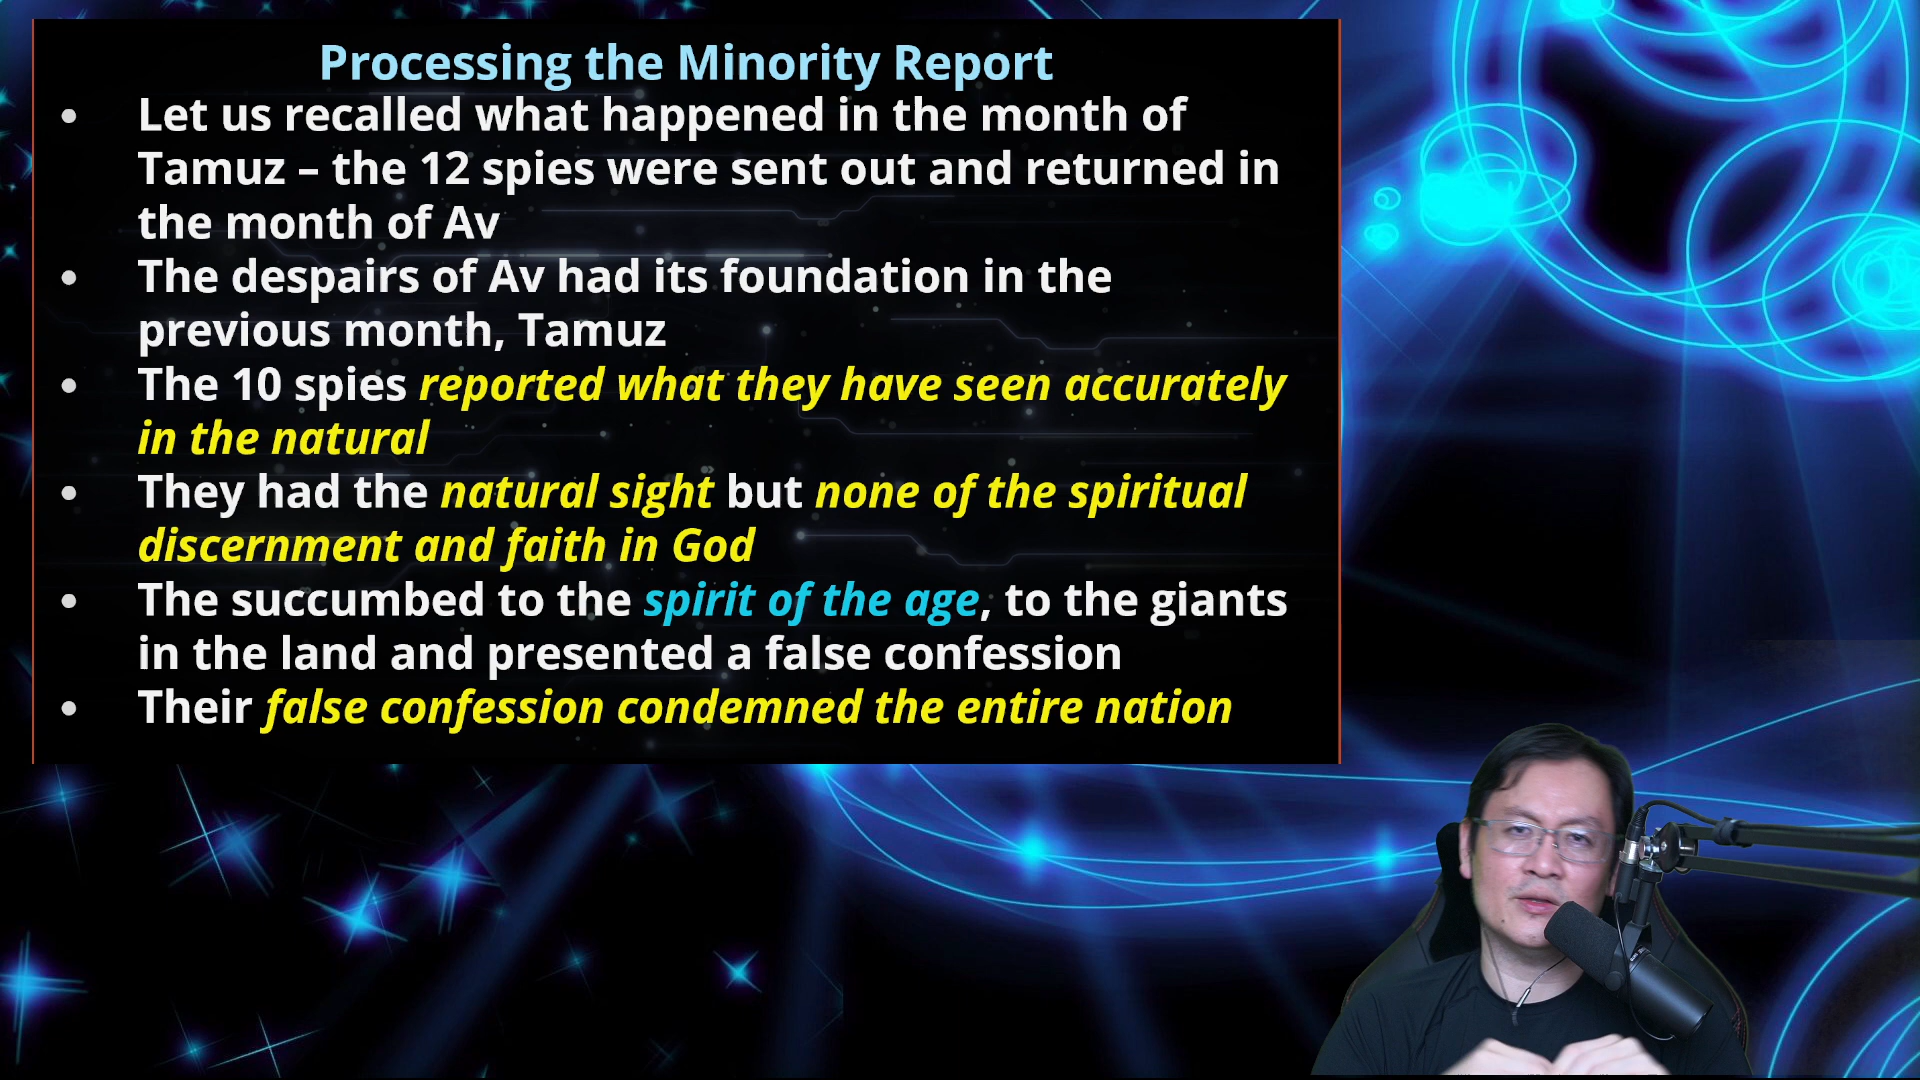 Processing the Minority Report
• Let us recalled what happened in the month of
Tamuz – the 12 spies were sent out and returned in
the month of Av
• The despairs of Av had its foundation in the
previous month, Tamuz
• The 10 spies reported what they have seen accurately
in the natural
• They had the natural sight but none of the spiritual
discernment and faith in God
• The succumbed to the spirit of the age, to the giants
in the land and presented a false confession
• Their false confession condemned the entire nation